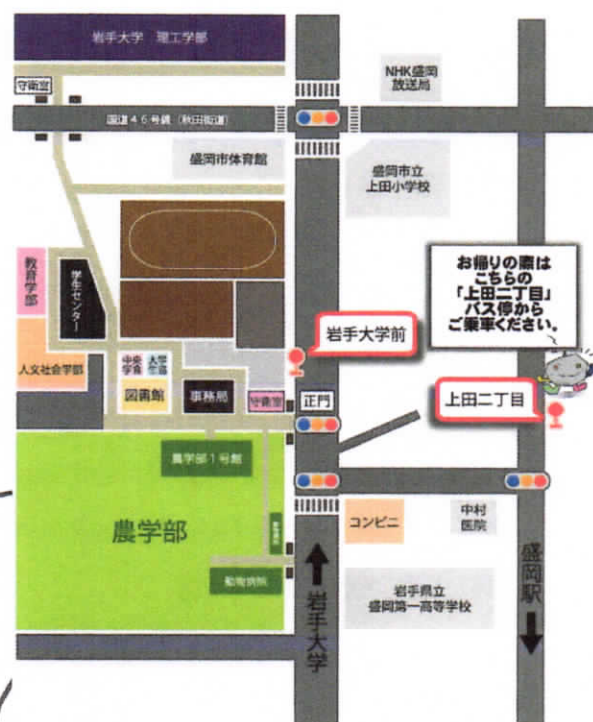 岩手大学　理工学部
守衛室
NHK盛岡
放送局
国道46号線（秋田街道）
盛岡市体育館
盛岡市立
上田小学校
教育学部
学生センター
お帰りの際は
こちらの
「上田二丁目」
バス停から
ご乗車ください。
岩手大学前
人文社会学部
中央
学食
大学
生協
図書館
事務局
守衛室
正門
上田二丁目
農学部1号館
農学部
動物病院
コンビニ
中村
医院
盛岡駅
岩手県立
盛岡第一高等学校
岩手大学